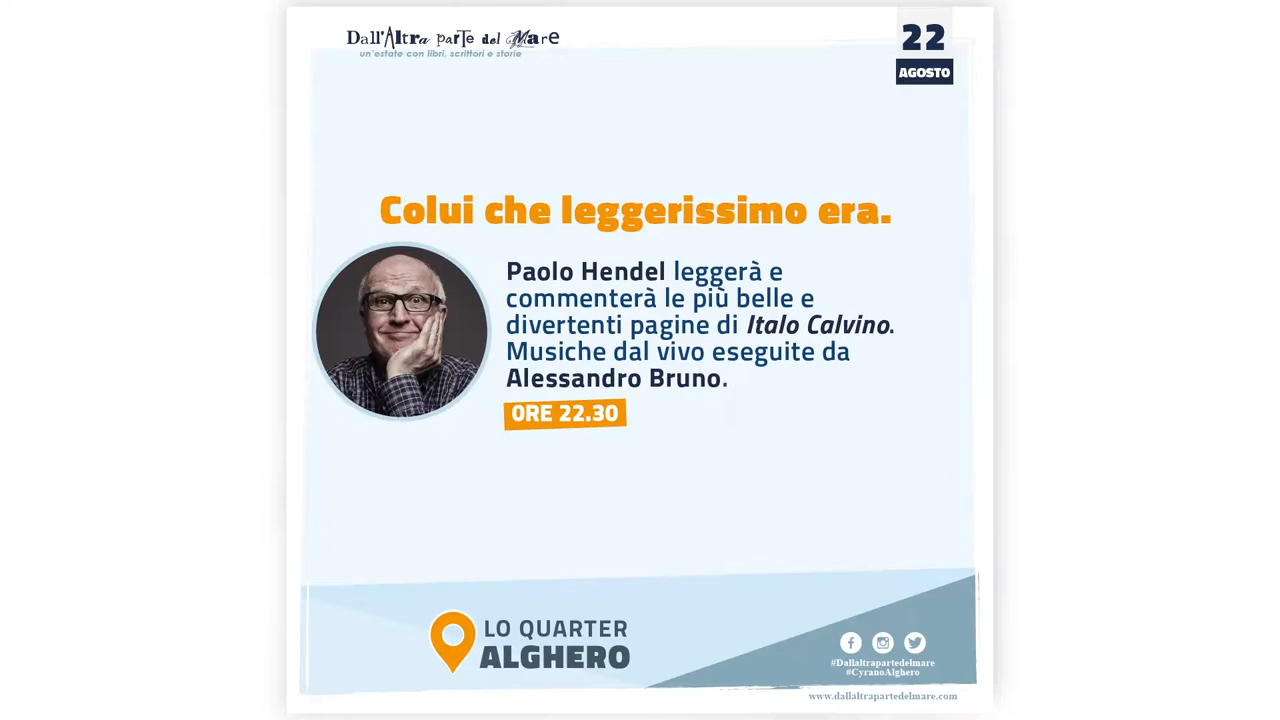 Dall'Altra parte del Mare
un'estate con libri, scrittori e storie
22
AGOSTO
Colui che leggerissimo era.
Paolo Hendel leggerà e
commenterà le più belle e
divertenti pagine di Italo Calvino.
Musiche dal vivo eseguite da
Alessandro Bruno.
ORE 22.30
LO QUARTER
ALGHERO
#Dallaltrapartedelmare
#CyranoAlghero
www.dallaltrapartedelmare.com